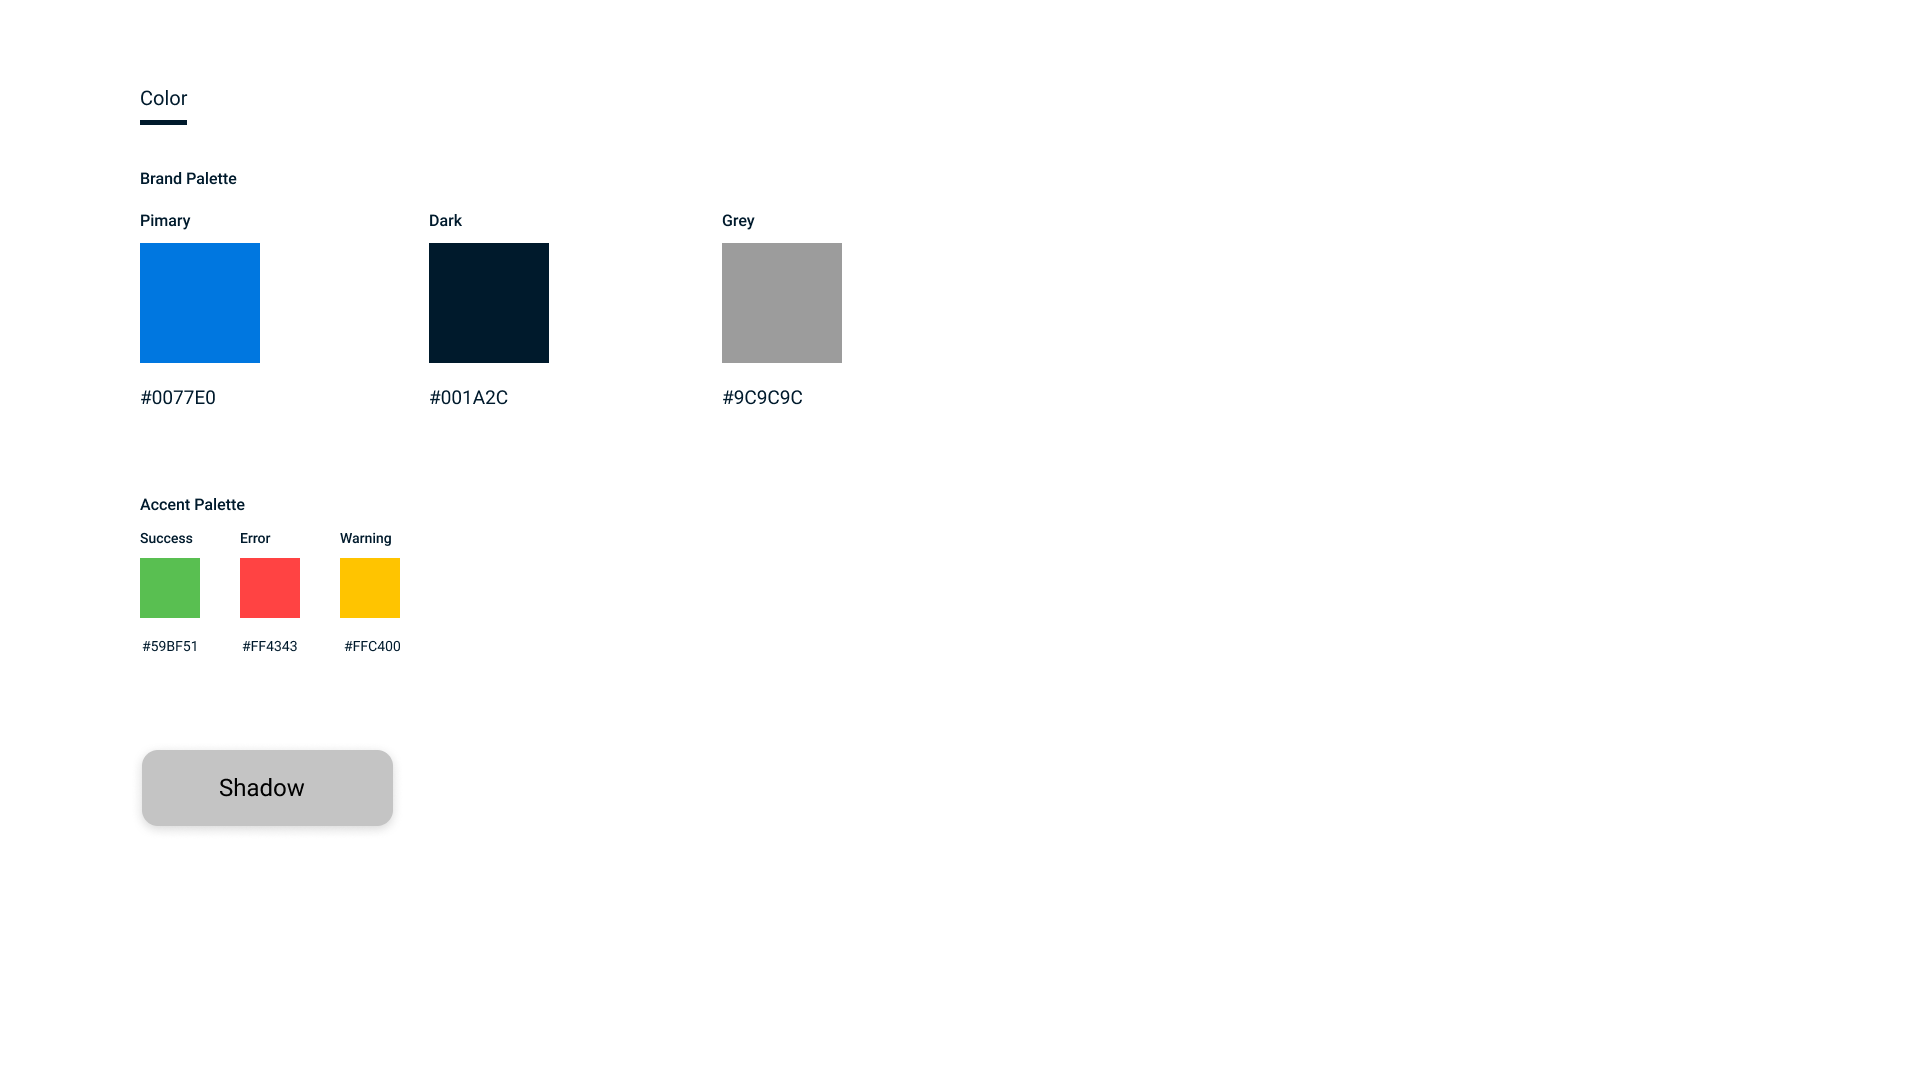 Color
Brand Palette
Pimary
Dark
Grey
#0077E0
#001A2C
#9C9C9C
Accent Palette
Success
Error
Warning
#59BF51
#FF4343
#FFC400
Shadow